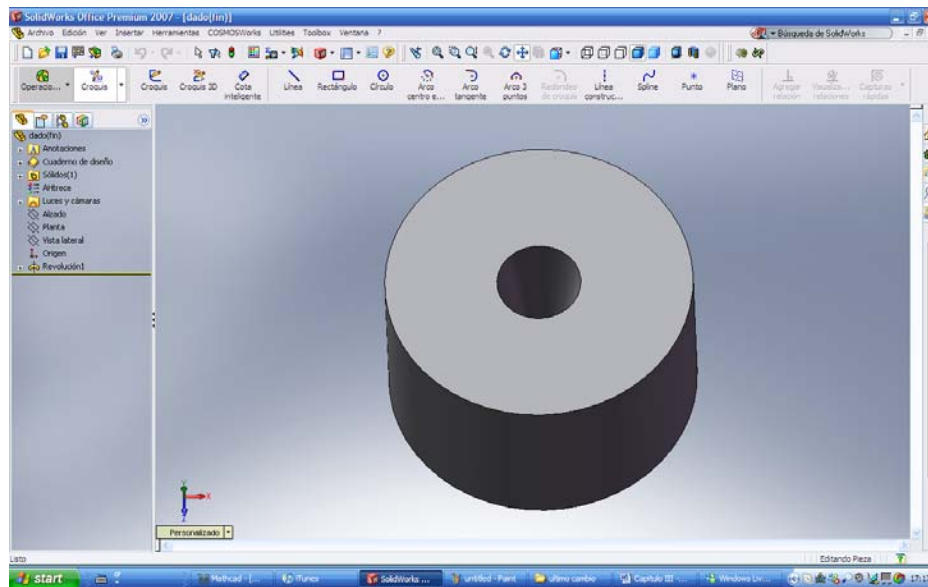 SolidWorks Office Premium 2007 - [dado(fin)]
Archivo Edición Ver Insertar Herramientas COSMOSWorks Utilities Toolbox Ventana ? Búsqueda de SolidWorks
Operacio... Croquis Croquis Croquis 3D Cota inteligente Línea Rectángulo Círculo Arco centro e... Arco tangente Arco 3 puntos Redondeo de croquis Línea construc... Spline Punto Plano Agregar relación Visualiza... relaciones Capturas rápidas
dado(fin)
Anotaciones
Cuaderno de diseño
Sólidos(1)
Luces y cámaras
Alzado
Planta
Vista lateral
Origen
Revolución1
Y
X
Z
Personalizado
Listo Editando Pieza
start Mathcad - [... iTunes SolidWorks ... untitled - Paint ultimo cambio Capitulo III -... Windows Liv...